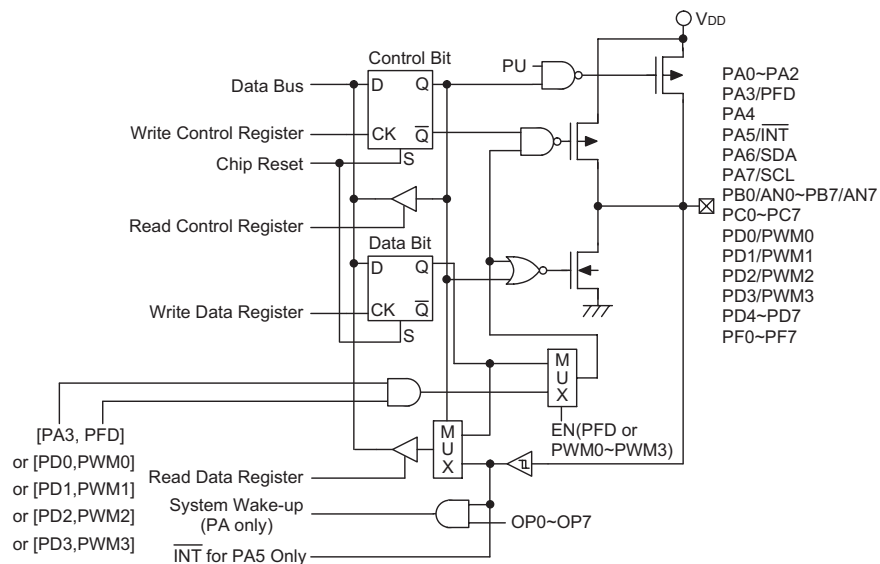 VDD
Control Bit
PU
Data Bus
D
Q
Write Control Register
CK
Q̅
Chip Reset
S
Read Control Register
Data Bit
D
Q
Write Data Register
CK
Q̅
S
M
U
X
EN(PFD or
PWM0~PWM3)
[PA3, PFD]
or [PD0,PWM0]
or [PD1,PWM1]
or [PD2,PWM2]
or [PD3,PWM3]
M
U
X
Read Data Register
System Wake-up
(PA only)
OP0~OP7
I̅N̅T̅ for PA5 Only
PA0~PA2
PA3/PFD
PA4
PA5/I̅N̅T̅
PA6/SDA
PA7/SCL
PB0/AN0~PB7/AN7
PC0~PC7
PD0/PWM0
PD1/PWM1
PD2/PWM2
PD3/PWM3
PD4~PD7
PF0~PF7